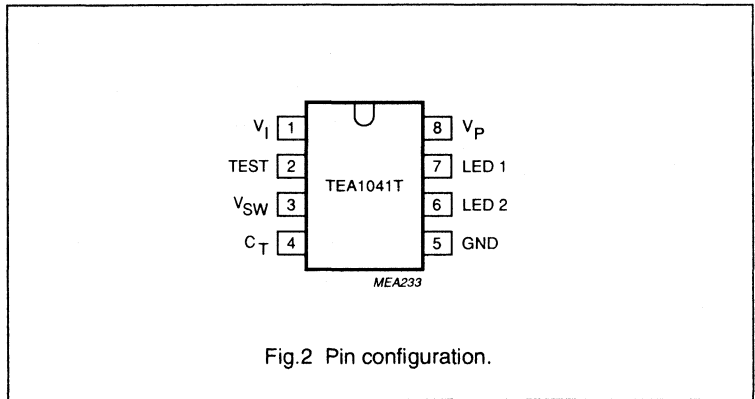 V_I 1 8 V_P
TEST 2 7 LED 1
TEA1041T
V_SW 3 6 LED 2
C_T 4 5 GND
MEA233
Fig.2 Pin configuration.